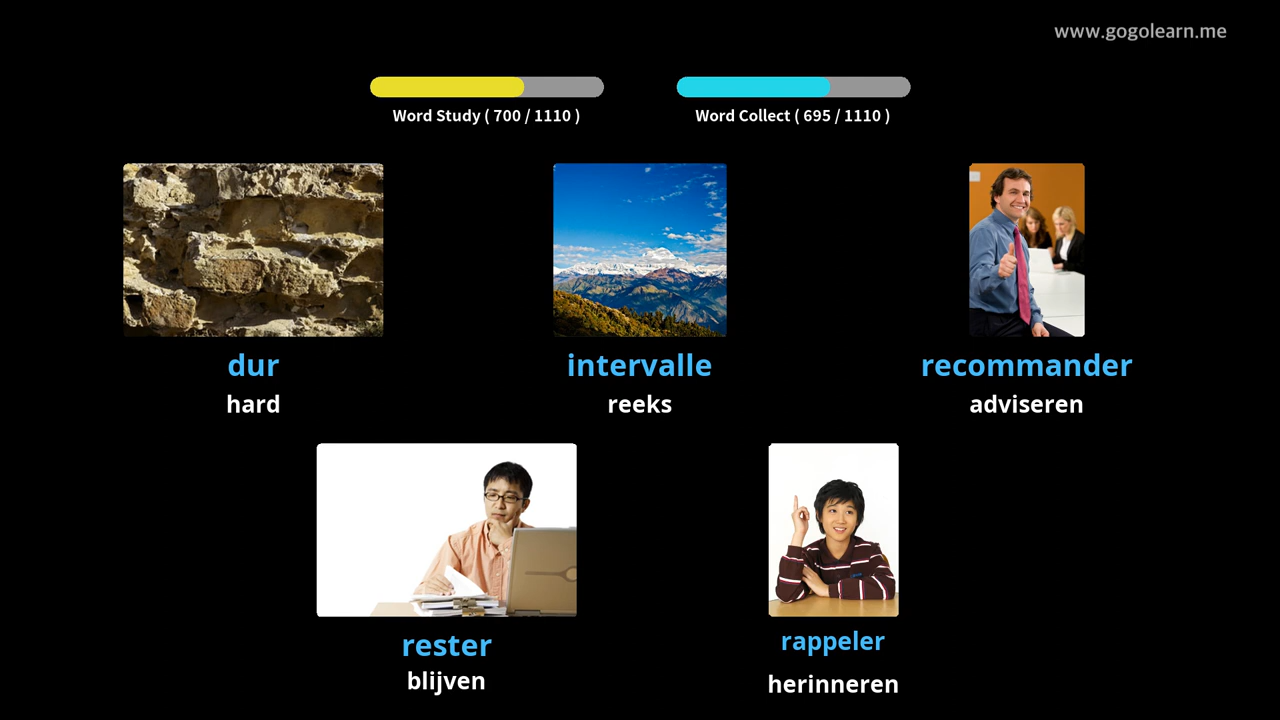 www.gogolearn.me
Word Study ( 700 / 1110 )
Word Collect ( 695 / 1110 )
dur
hard
intervalle
reeks
recommander
adviseren
rester
blijven
rappeler
herinneren